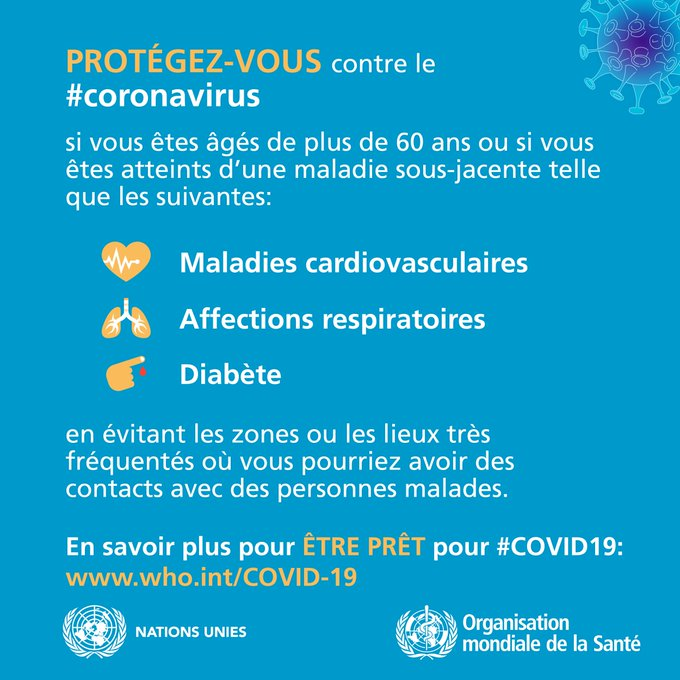 PROTÉGEZ-VOUS contre le
#coronavirus
si vous êtes âgés de plus de 60 ans ou si vous
êtes atteints d’une maladie sous-jacente telle
que les suivantes:
Maladies cardiovasculaires
Affections respiratoires
Diabète
en évitant les zones ou les lieux très
fréquentés où vous pourriez avoir des
contacts avec des personnes malades.
En savoir plus pour ÊTRE PRÊT pour #COVID19:
www.who.int/COVID-19
NATIONS UNIES
Organisation
mondiale de la Santé